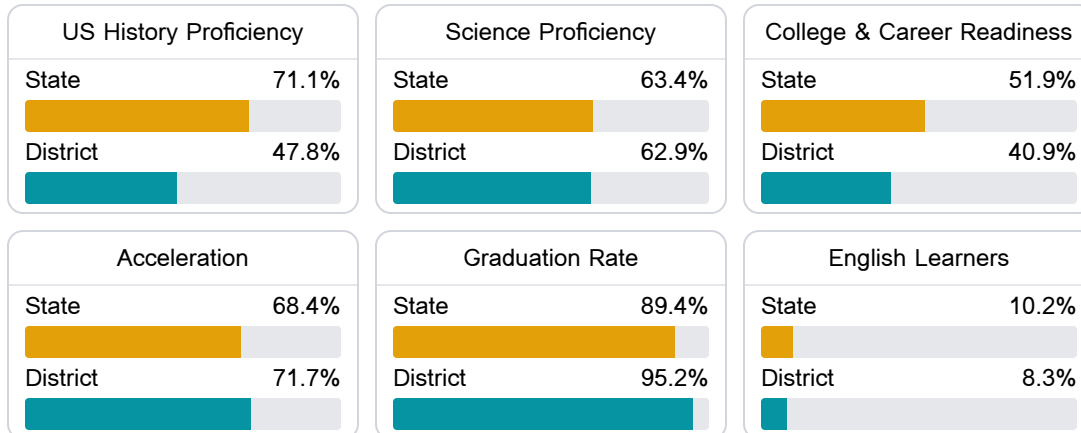 US History Proficiency
State 71.1%
District 47.8%
Science Proficiency
State 63.4%
District 62.9%
College & Career Readiness
State 51.9%
District 40.9%
Acceleration
State 68.4%
District 71.7%
Graduation Rate
State 89.4%
District 95.2%
English Learners
State 10.2%
District 8.3%